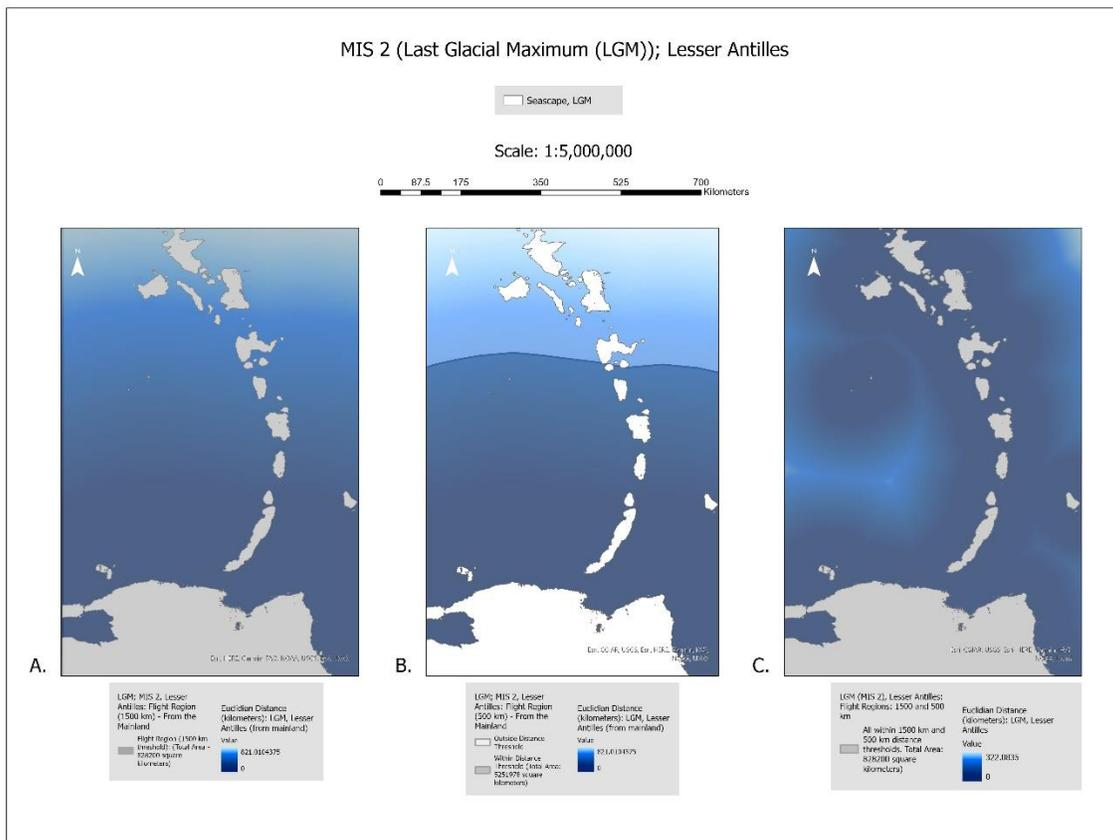 MIS 2 (Last Glacial Maximum (LGM)); Lesser Antilles
Seascape, LGM
Scale: 1:5,000,000
0 87.5 175 350 525 700
Kilometers
N
N
N
A.
B.
C.
LGM; MIS 2, Lesser
Antilles: Flight Region
(1500 km) - From the
Mainland
Flight Region (1500 km
threshold): (Total Area -
828200 square
kilometers)
Euclidian Distance
(kilometers): LGM, Lesser
Antilles (from mainland)
Value
821.0104375
0
LGM; MIS 2, Lesser
Antilles: Flight Region
(500 km) - From the
Mainland
Outside Distance
Threshold
Within Distance
Threshold (Total Area:
square
kilometers)
Euclidian Distance
(kilometers): LGM, Lesser
Antilles (from mainland)
Value
821.0104375
0
LGM (MIS 2), Lesser Antilles:
Flight Regions: 1500 and 500
km
All within 1500 km and
500 km distance
thresholds. Total Area:
828200 square
kilometers)
Euclidian Distance
(kilometers): LGM, Lesser
Antilles
Value
322.0835
0